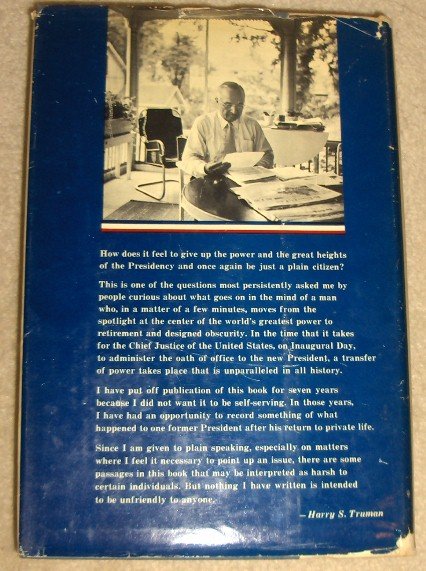 How does it feel to give up the power and the great heights
of the Presidency and once again be just a plain citizen?
This is one of the questions most persistently asked me by
people curious about what goes on in the mind of a man
who, in a matter of a few minutes, moves from the
spotlight at the center of the world's greatest power to
retirement and designed obscurity. In the time that it takes
for the Chief Justice of the United States, on Inaugural Day,
to administer the oath of office to the new President, a transfer
of power takes place that is unparalleled in all history.
I have put off publication of this book for seven years
because I did not want it to be self-serving. In those years,
I have had an opportunity to record something of what
happened to one former President after his return to private life.
Since I am given to plain speaking, especially on matters
where I feel it necessary to point up an issue, there are some
passages in this book that may be interpreted as harsh to
certain individuals. But nothing I have written is intended
to be unfriendly to anyone.
—Harry S. Truman